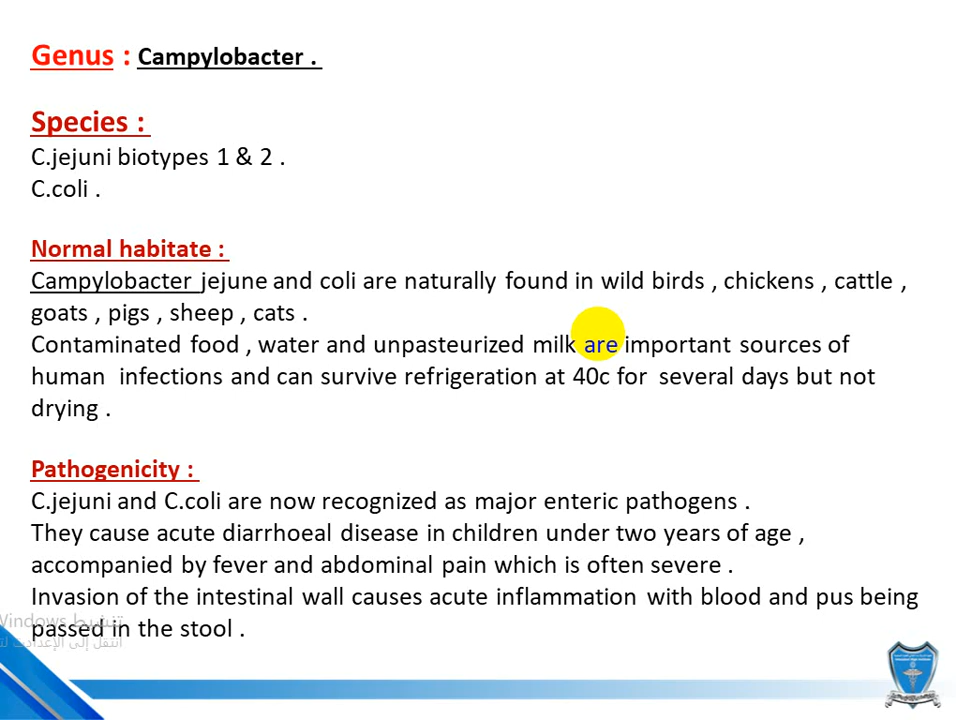 Genus : Campylobacter .
Species :
C.jejuni biotypes 1 & 2 .
C.coli .
Normal habitate :
Campylobacter jejune and coli are naturally found in wild birds , chickens , cattle ,
goats , pigs , sheep , cats .
Contaminated food , water and unpasteurized milk are important sources of
human infections and can survive refrigeration at 40c for several days but not
drying .
Pathogenicity :
C.jejuni and C.coli are now recognized as major enteric pathogens .
They cause acute diarrhoeal disease in children under two years of age ,
accompanied by fever and abdominal pain which is often severe .
Invasion of the intestinal wall causes acute inflammation with blood and pus being
تنشيط Windows
passed in the stool .
انتقل إلى الإعدادات